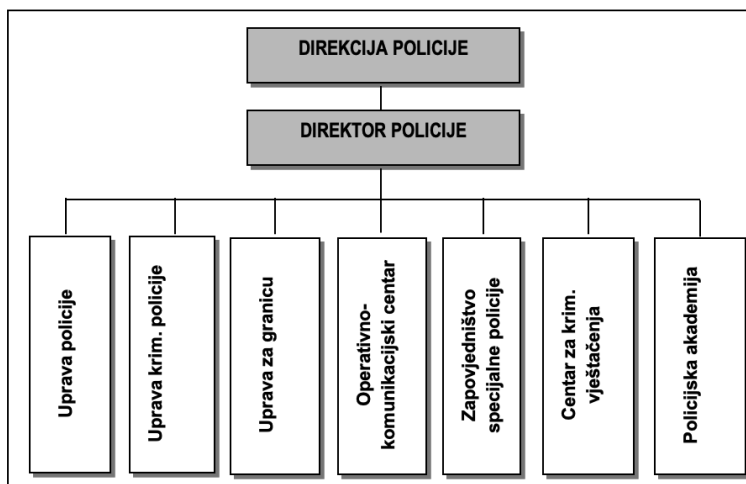 DIREKCIJA POLICIJE
DIREKTOR POLICIJE
Uprava policije
Uprava krim. policije
Uprava za granicu
Operativno-
komunikacijski centar
Zapovjedništvo
specijalne policije
Centar za krim.
vještačenja
Policijska akademija